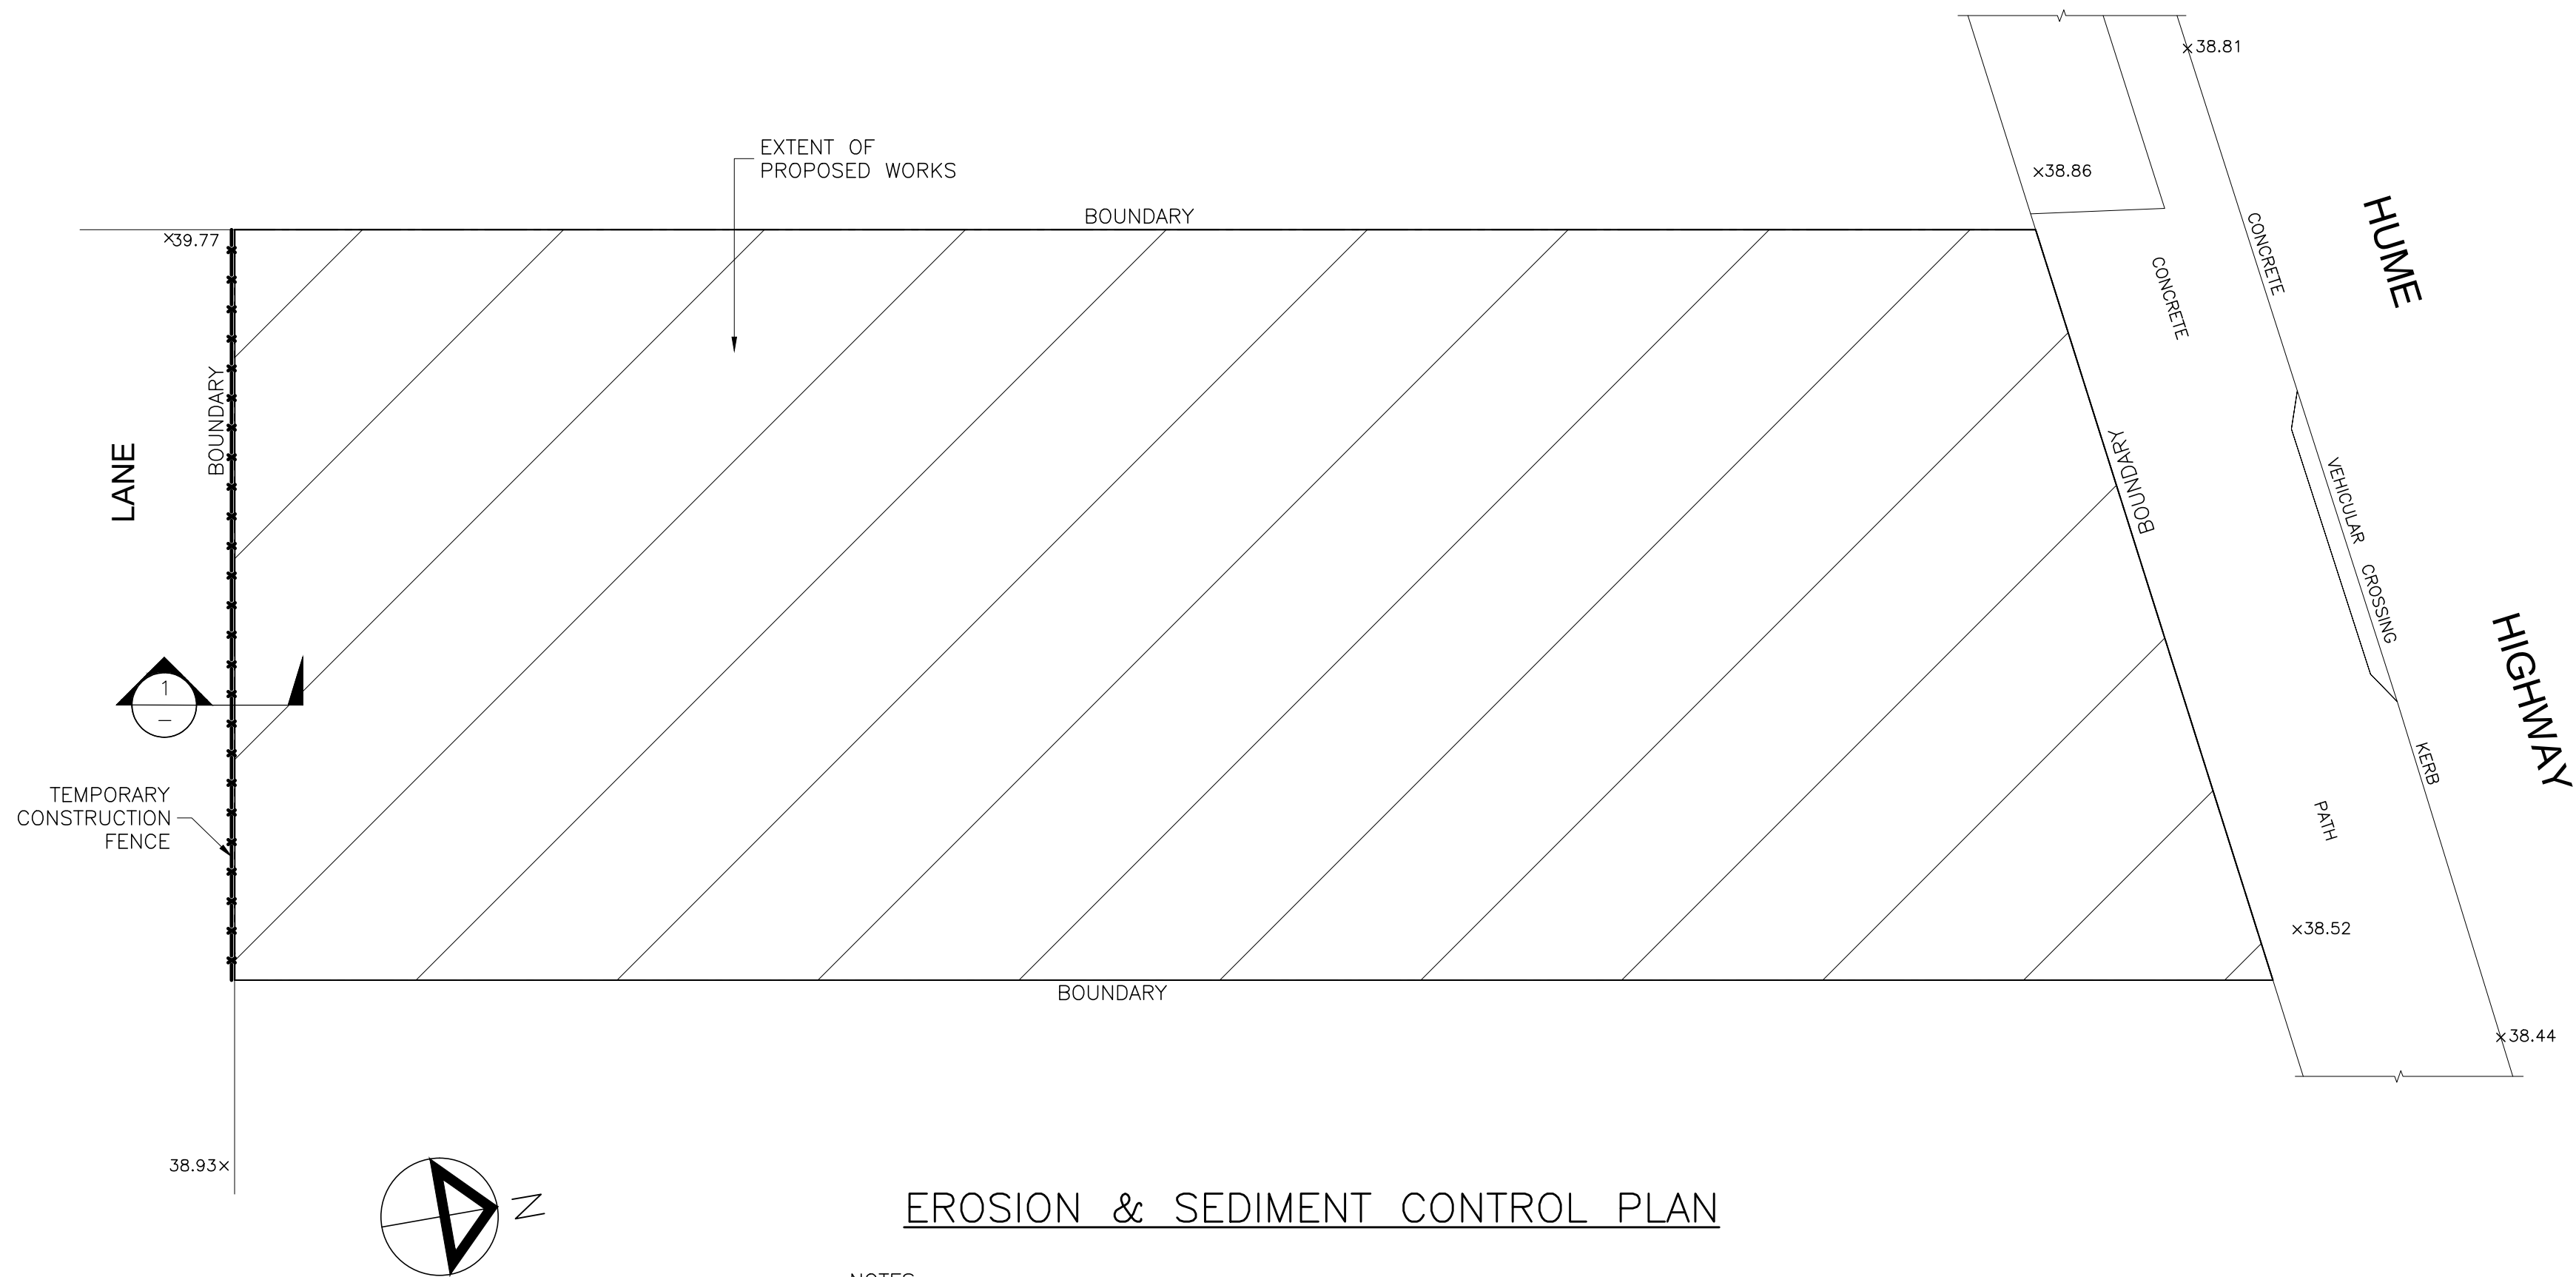 38.81
EXTENT OF
PROPOSED WORKS
38.86
BOUNDARY
39.77
HUME
CONCRETE
CONCRETE
BOUNDARY
LANE
BOUNDARY
VEHICULAR CROSSING
HIGHWAY
1
–
KERB
TEMPORARY
CONSTRUCTION
FENCE
PATH
38.52
BOUNDARY
38.44
38.93
N
EROSION & SEDIMENT CONTROL PLAN
NOTES